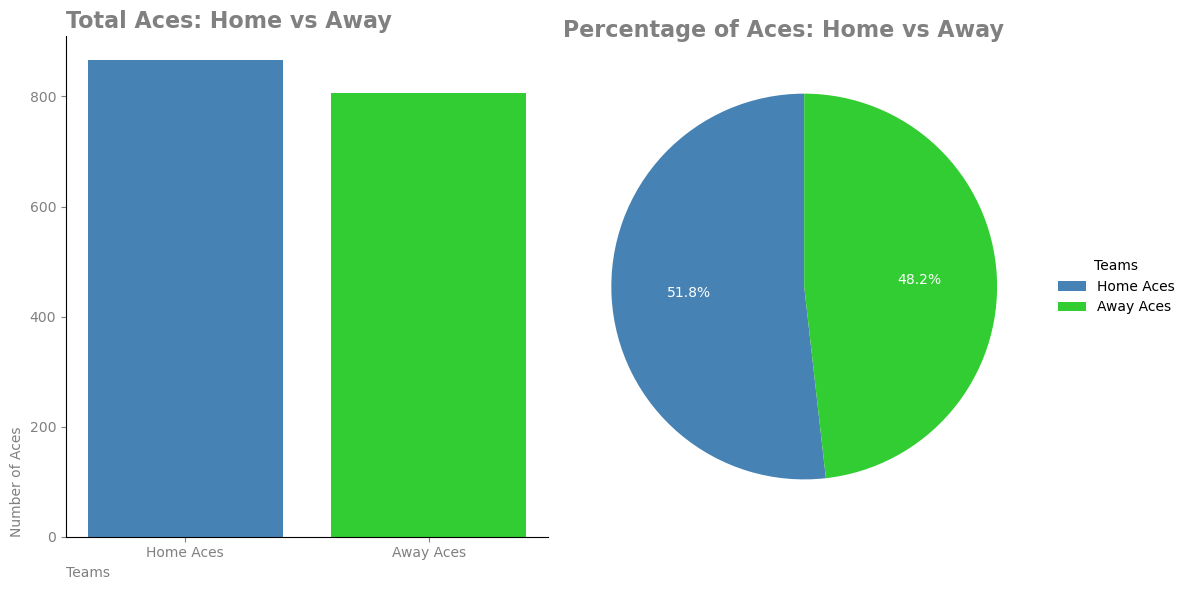 Total Aces: Home vs Away
Number of Aces
800
600
400
200
0
Home Aces
Away Aces
Teams
Percentage of Aces: Home vs Away
51.8%
48.2%
Teams
Home Aces
Away Aces